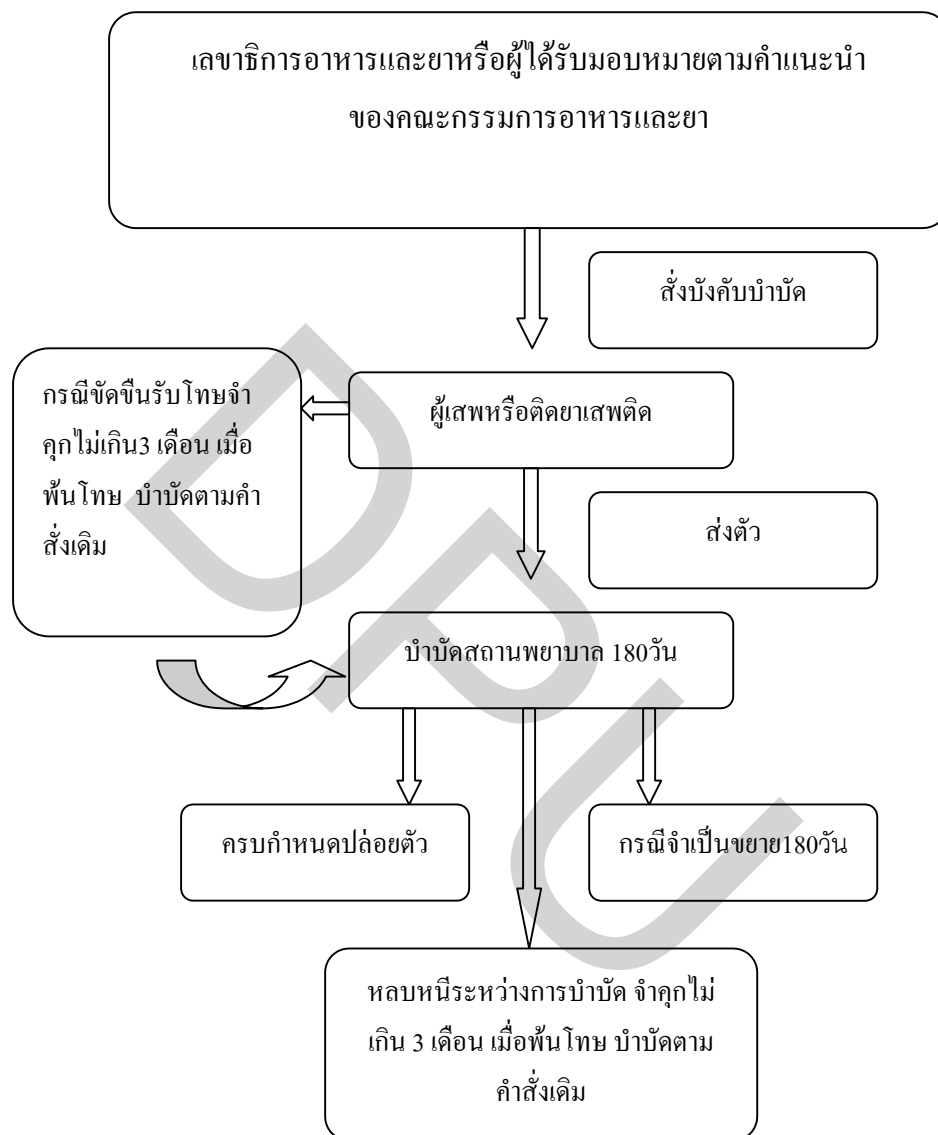 เลขาธิการอาหารและยาหรือผู้ได้รับมอบหมายตามคำแนะนำ
ของคณะกรรมการอาหารและยา
สั่งบังคับบำบัด
กรณีขัดขืนรับโทษจำ
คุกไม่เกิน3 เดือน เมื่อ
พ้นโทษ บำบัดตามคำ
สั่งเดิม
ผู้เสพหรือติดยาเสพติด
ส่งตัว
บำบัดสถานพยาบาล 180วัน
ครบกำหนดปล่อยตัว
กรณีจำเป็นขยาย180วัน
หลบหนีระหว่างการบำบัด จำคุกไม่
เกิน 3 เดือน เมื่อพ้นโทษ บำบัดตาม
คำสั่งเดิม
DPU